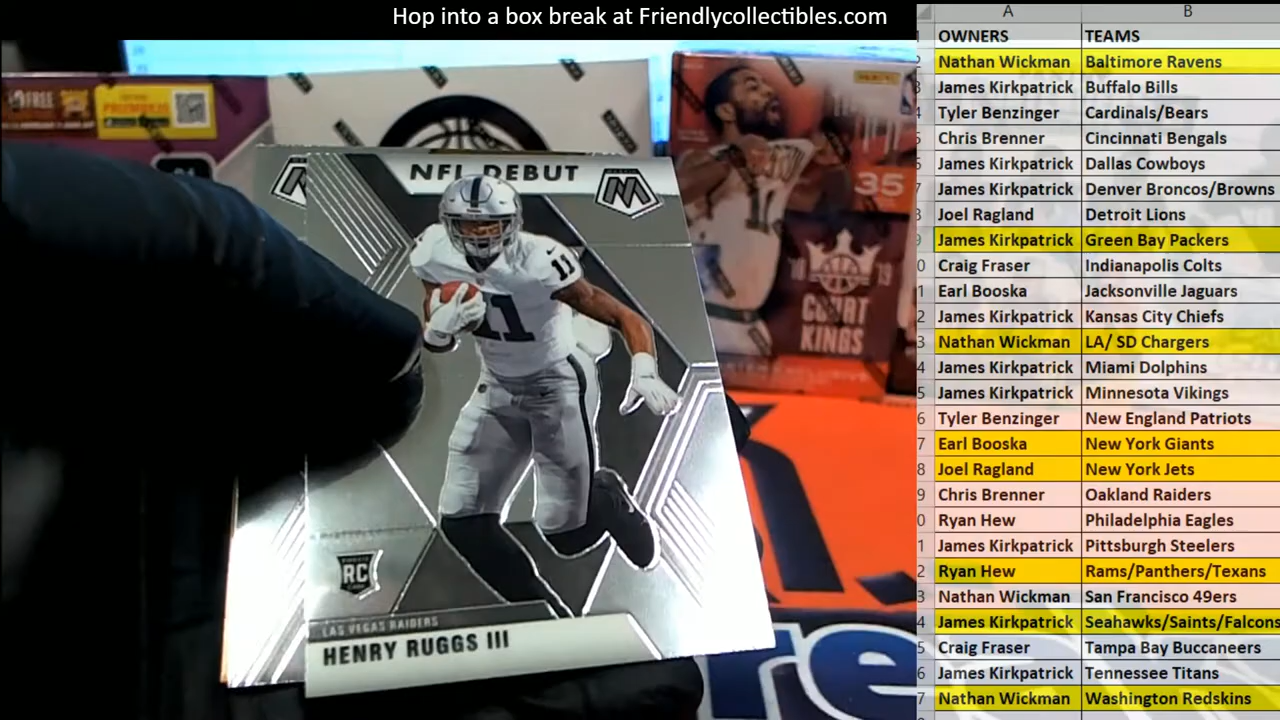 Hop into a box break at Friendlycollectibles.com
NFL DEBUT
11
11
RC
LAS VEGAS RAIDERS
HENRY RUGGS III
35
COURT
KINGS
A B
OWNERS TEAMS
Nathan Wickman Baltimore Ravens
James Kirkpatrick Buffalo Bills
Tyler Benzinger Cardinals/Bears
Chris Brenner Cincinnati Bengals
James Kirkpatrick Dallas Cowboys
James Kirkpatrick Denver Broncos/Browns
Joel Ragland Detroit Lions
James Kirkpatrick Green Bay Packers
Craig Fraser Indianapolis Colts
Earl Booska Jacksonville Jaguars
James Kirkpatrick Kansas City Chiefs
Nathan Wickman LA/ SD Chargers
James Kirkpatrick Miami Dolphins
James Kirkpatrick Minnesota Vikings
Tyler Benzinger New England Patriots
Earl Booska New York Giants
Joel Ragland New York Jets
Chris Brenner Oakland Raiders
Ryan Hew Philadelphia Eagles
James Kirkpatrick Pittsburgh Steelers
Ryan Hew Rams/Panthers/Texans
Nathan Wickman San Francisco 49ers
James Kirkpatrick Seahawks/Saints/Falcons
Craig Fraser Tampa Bay Buccaneers
James Kirkpatrick Tennessee Titans
Nathan Wickman Washington Redskins